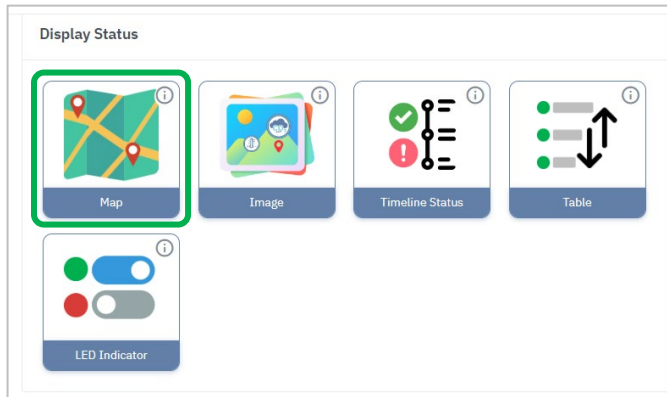 Display Status
Map
Image
Timeline Status
Table
LED Indicator